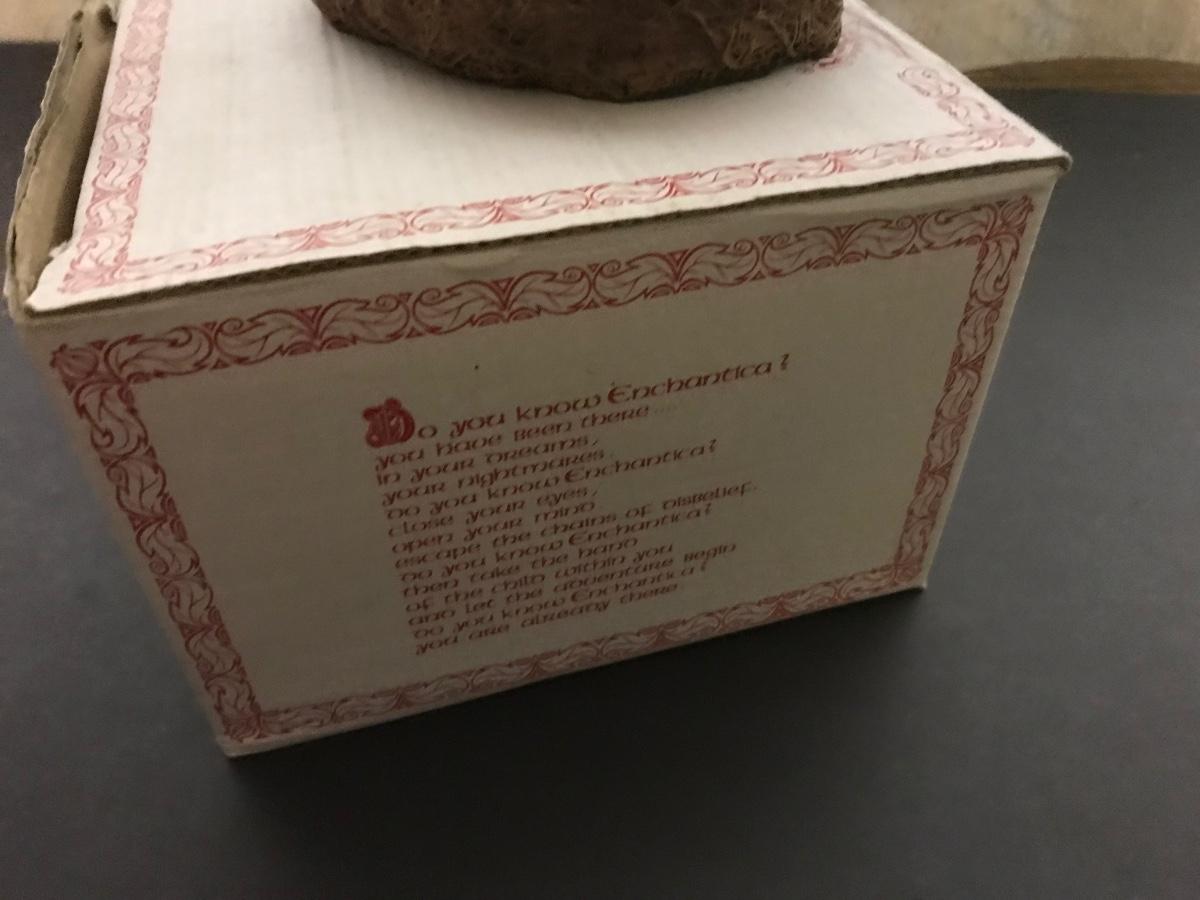 Do you know Enchantica?
you have been there....
in your dreams,
your nightmares.
Do you know Enchantica?
close your eyes,
open your mind
escape the chains of disbelief.
Do you know Enchantica?
then take the hand
of the child within you
and let the adventure begin
Do you know Enchantica?
you are already there.